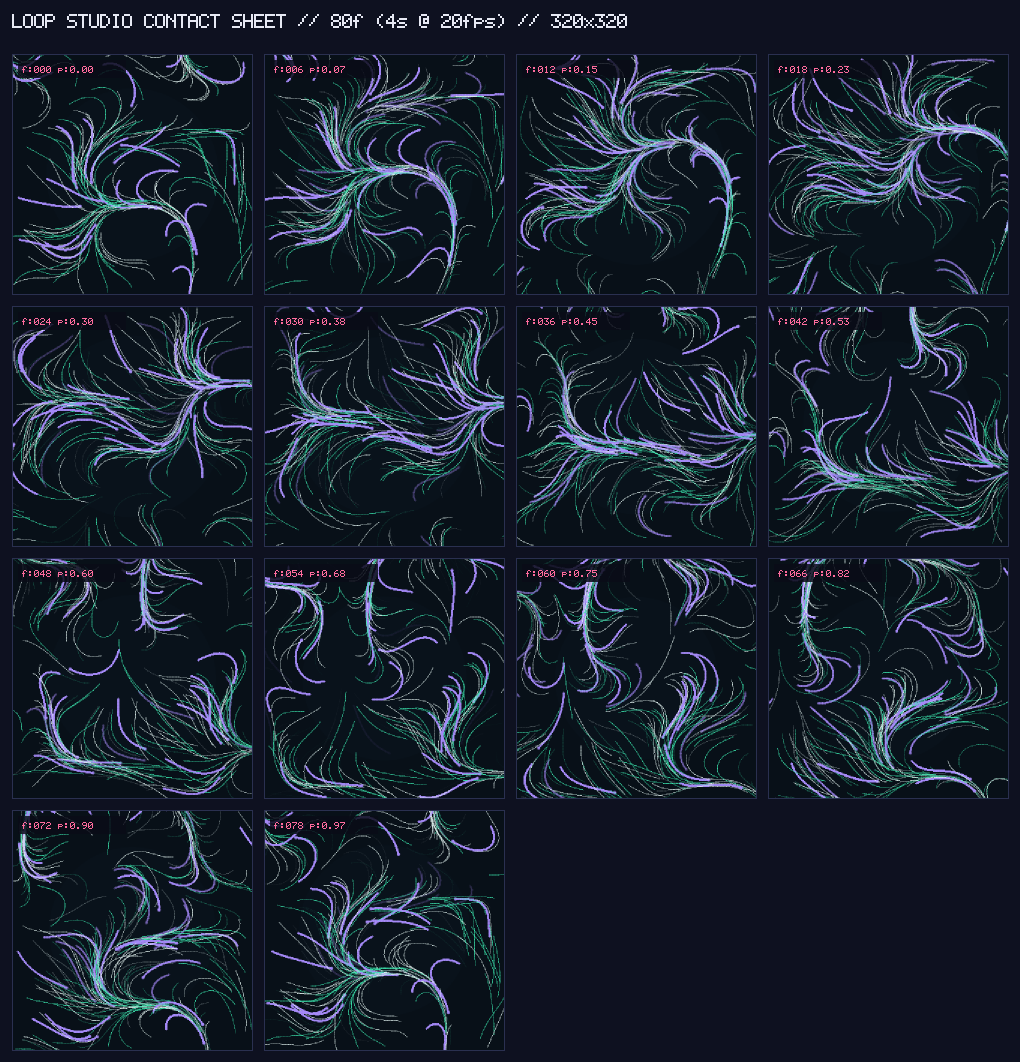 LOOP STUDIO CONTACT SHEET // 80f (4s @ 20fps) // 320x320
f:000 p:0.00
f:006 p:0.07
f:012 p:0.15
f:018 p:0.23
f:024 p:0.30
f:030 p:0.38
f:036 p:0.45
f:042 p:0.53
f:048 p:0.60
f:054 p:0.68
f:060 p:0.75
f:066 p:0.82
f:072 p:0.90
f:078 p:0.97